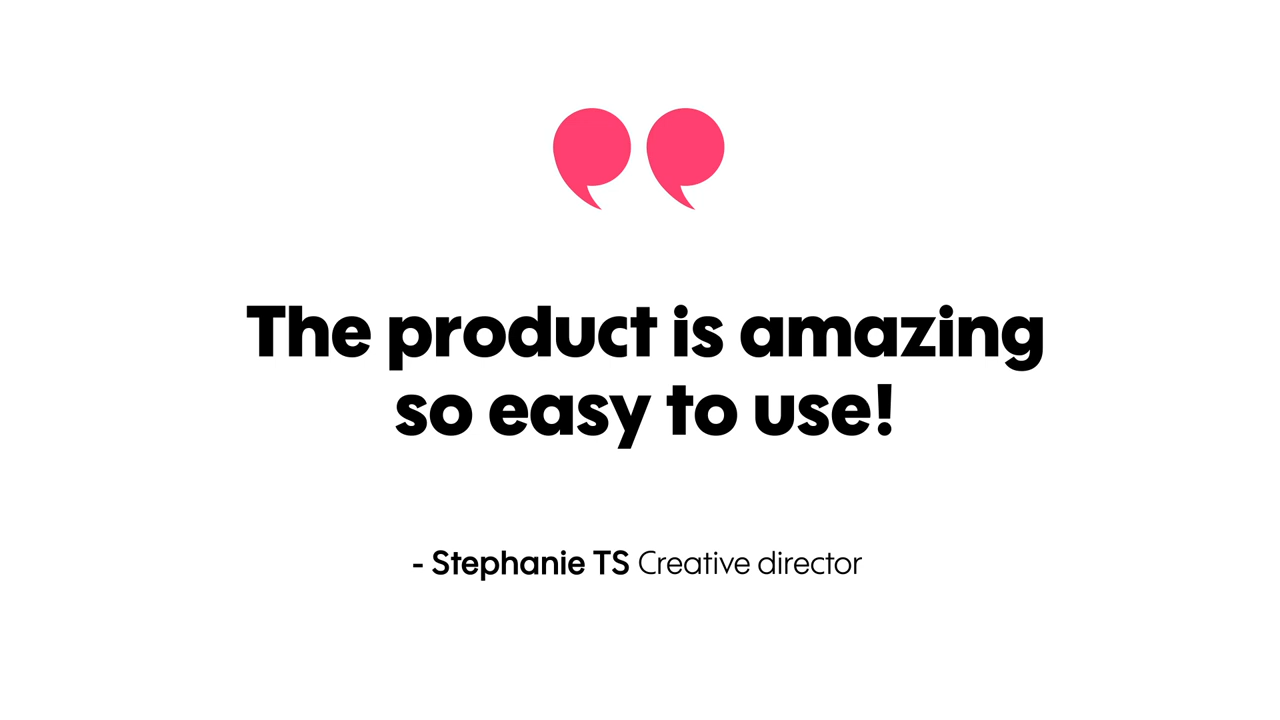 The product is amazing
so easy to use!
- Stephanie TS Creative director